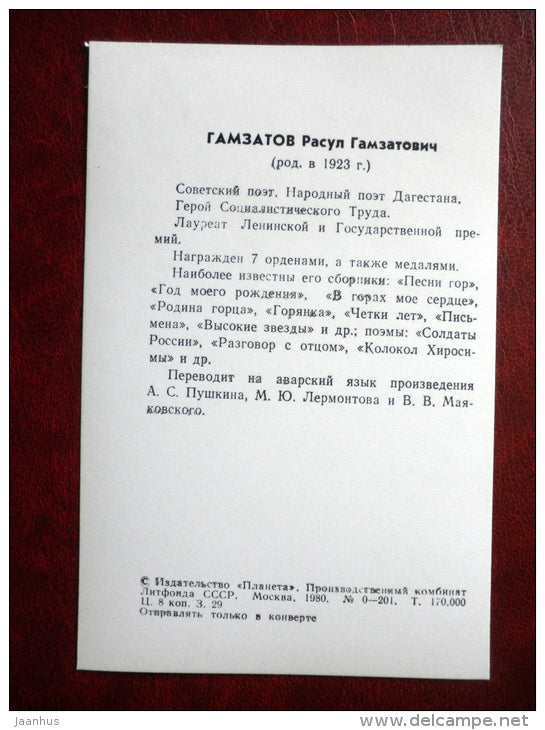 ГАМЗАТОВ Расул Гамзатович
(род. в 1923 г.)
Советский поэт, Народный поэт Дагестана.
Герой Социалистического Труда.
Лауреат Ленинской и Государственной пре-
мий.
Награжден 7 орденами, а также медалями.
Наиболее известны его сборники: «Песни гор»,
«Год моего рождения», «В горах мое сердце»,
«Родина горца», «Горянка», «Четки лет», «Пись-
мена», «Высокие звезды» и др.; поэмы: «Солдаты
России», «Разговор с отцом», «Колокол Хироси-
мы» и др.
Переводит на аварский язык произведения
А. С. Пушкина, М. Ю. Лермонтова и В. В. Мая-
ковского.
© Издательство «Планета». Производственный комбинат
Литфонда СССР. Москва, 1980. № 0—201. Т. 170.000
Ц. 8 коп. З. 29
Отправлять только в конверте
jaanhus
www.delcampe.net